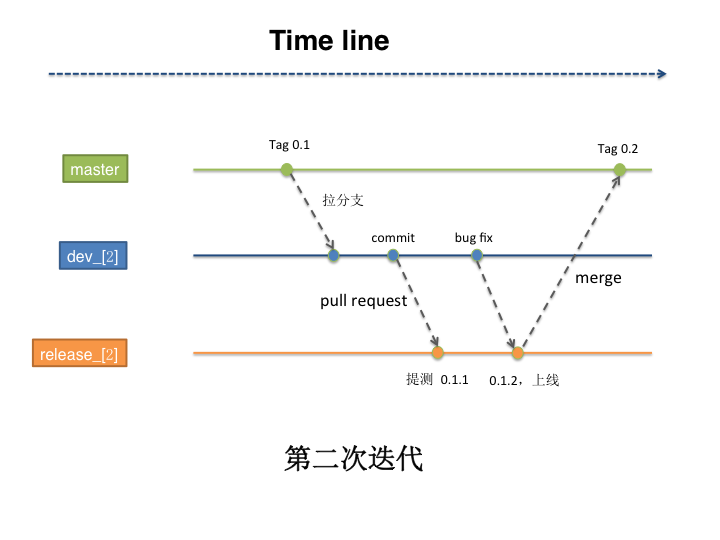 Time line
Tag 0.1
Tag 0.2
master
拉分支
commit
bug fix
dev_[2]
merge
pull request
release_[2]
提测 0.1.1
0.1.2，上线
第二次迭代